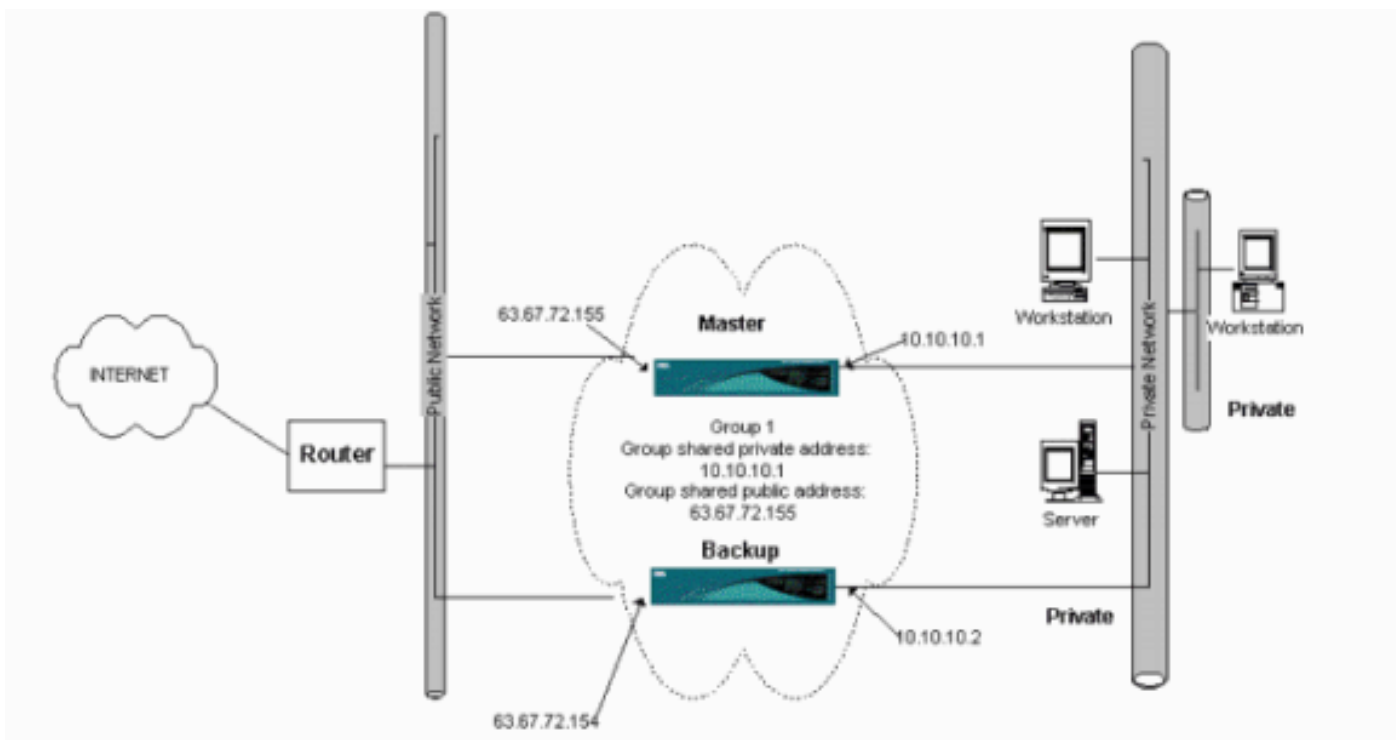 63.67.72.155
Master
10.10.10.1
Workstation
Workstation
INTERNET
Public Network
Private Network
Private
Router
Group 1
Group shared private address:
10.10.10.1
Group shared public address:
63.67.72.155
Server
Backup
Private
10.10.10.2
63.67.72.154